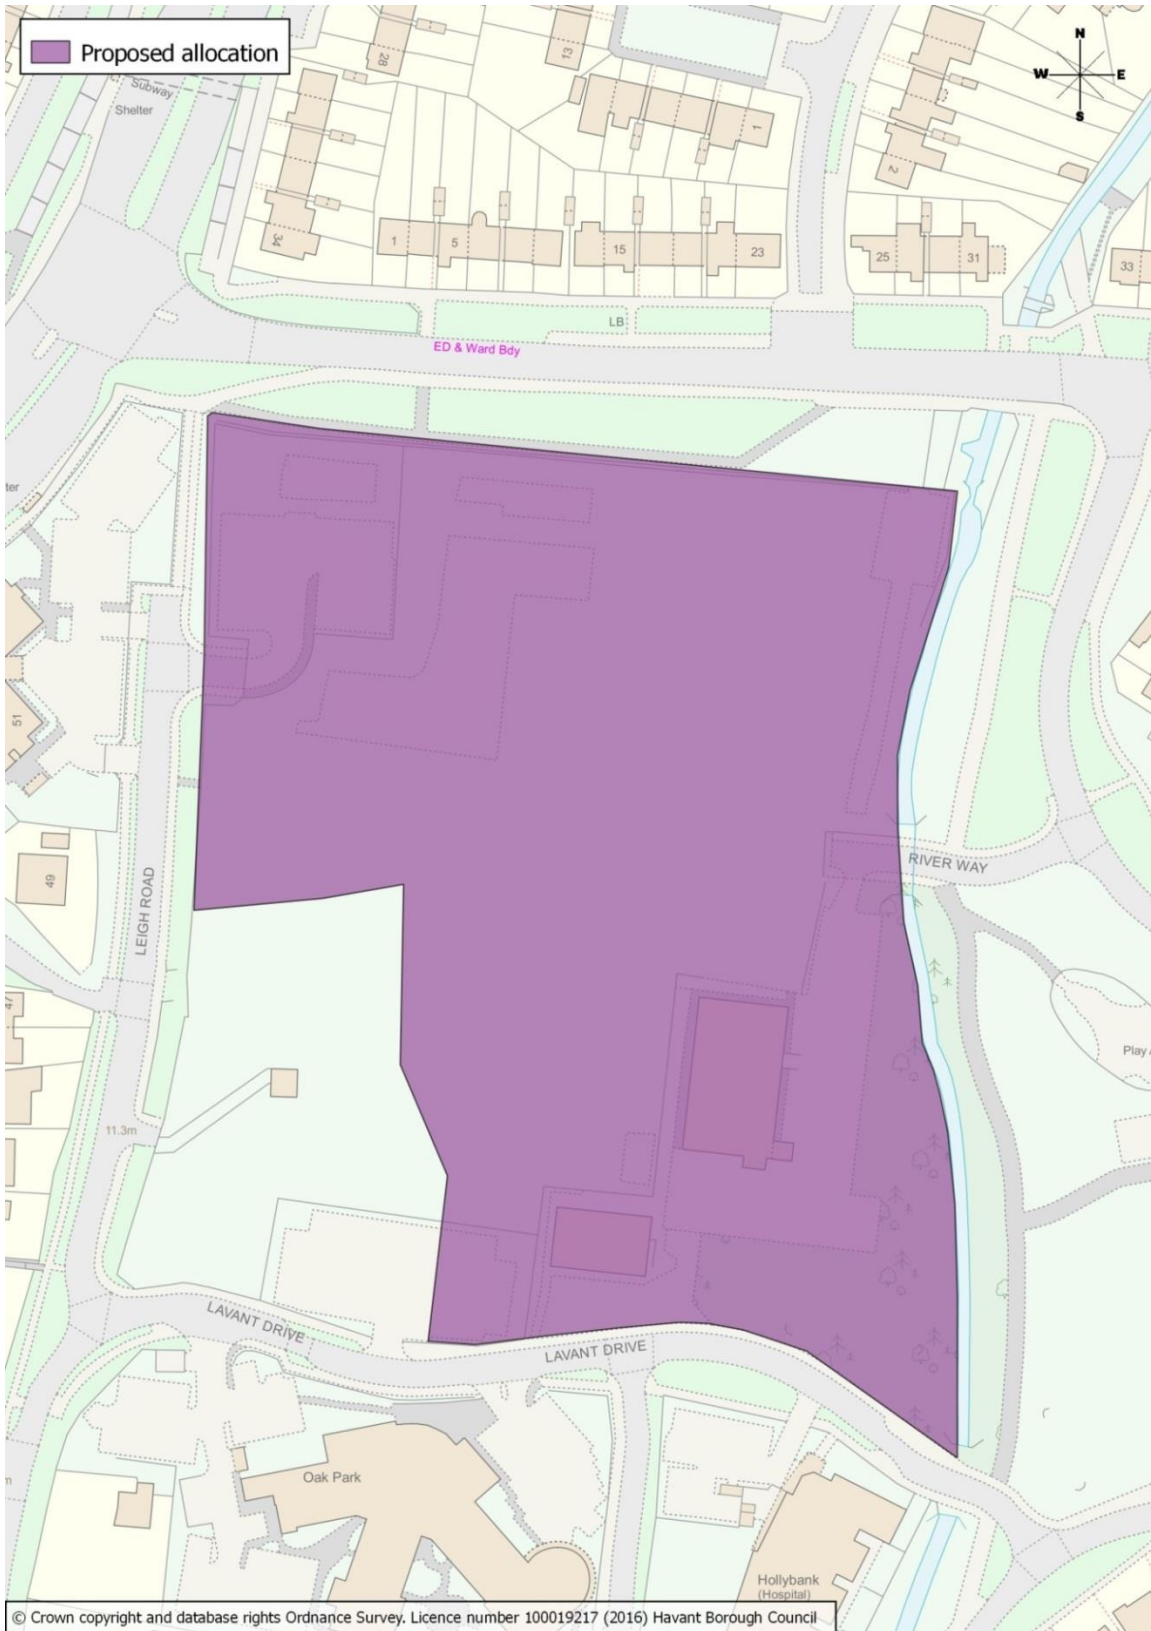 Proposed allocation
N
W E
S
28
13
1
Subway
Shelter
2
34
1
5
15
23
25
31
33
LB
ED & Ward Bdy
51
RIVER WAY
49
LEIGH ROAD
47
Play
11.3m
LAVANT DRIVE
LAVANT DRIVE
Oak Park
Hollybank
(Hospital)
© Crown copyright and database rights Ordnance Survey. Licence number 100019217 (2016) Havant Borough Council